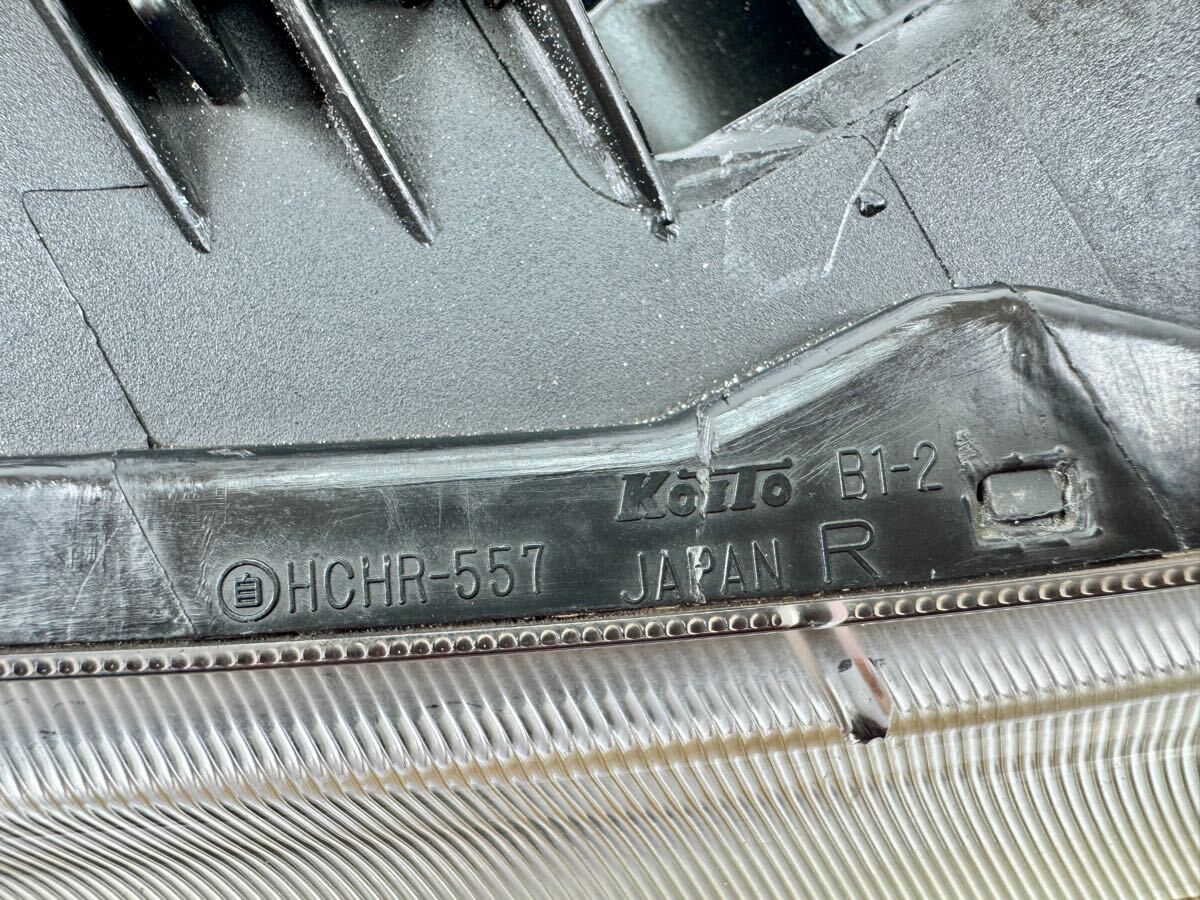 KOITO B1-2
自 HCHR-557 JAPAN R